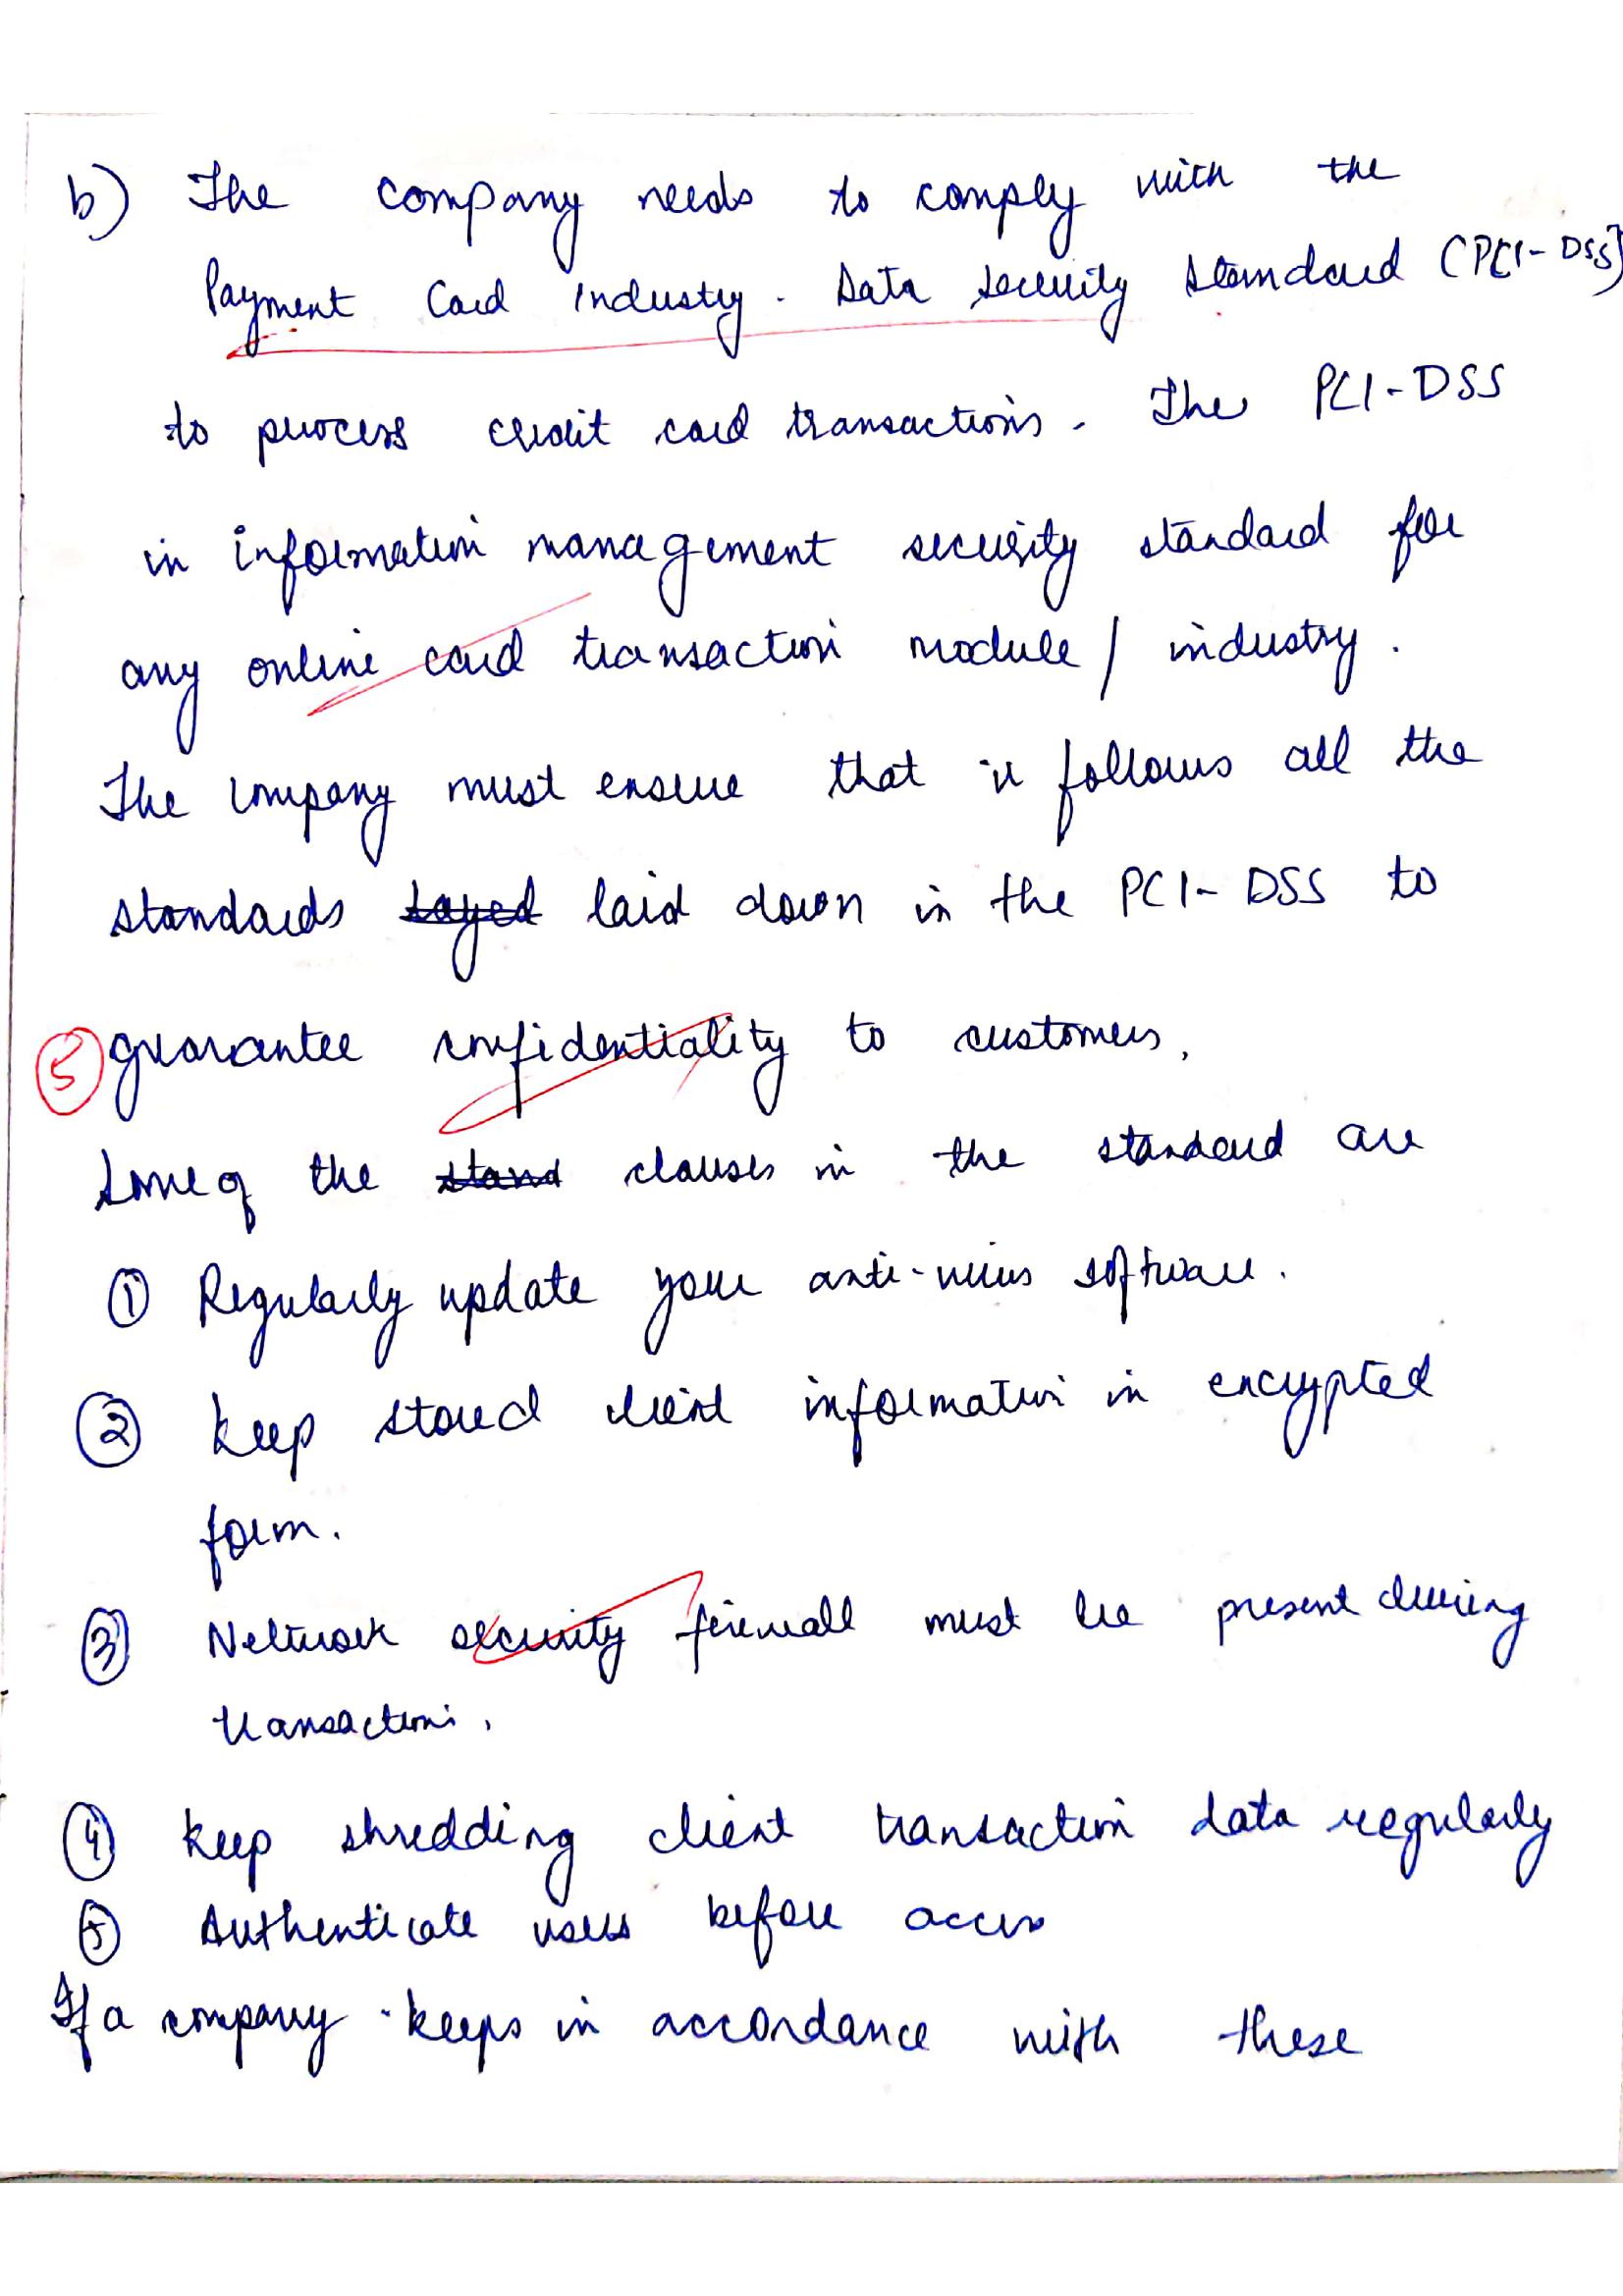 b) The company needs to comply with the
Payment Card Industry - Data Security Standard (PCI-DSS)
to process credit card transactions. The PCI-DSS
in information management security standard for
any online card transaction module / industry.
The company must ensure that it follows all the
standards layed laid down in the PCI-DSS to
5 guarantee confidentiality to customers.
Some of the stand clauses in the standard are
① Regularly update your anti-virus software.
② Keep stored client information in encrypted
form.
③ Network security firewall must be present during
transactions.
④ Keep shredding client transaction data regularly
⑤ Authenticate users before access
If a company keeps in accordance with these